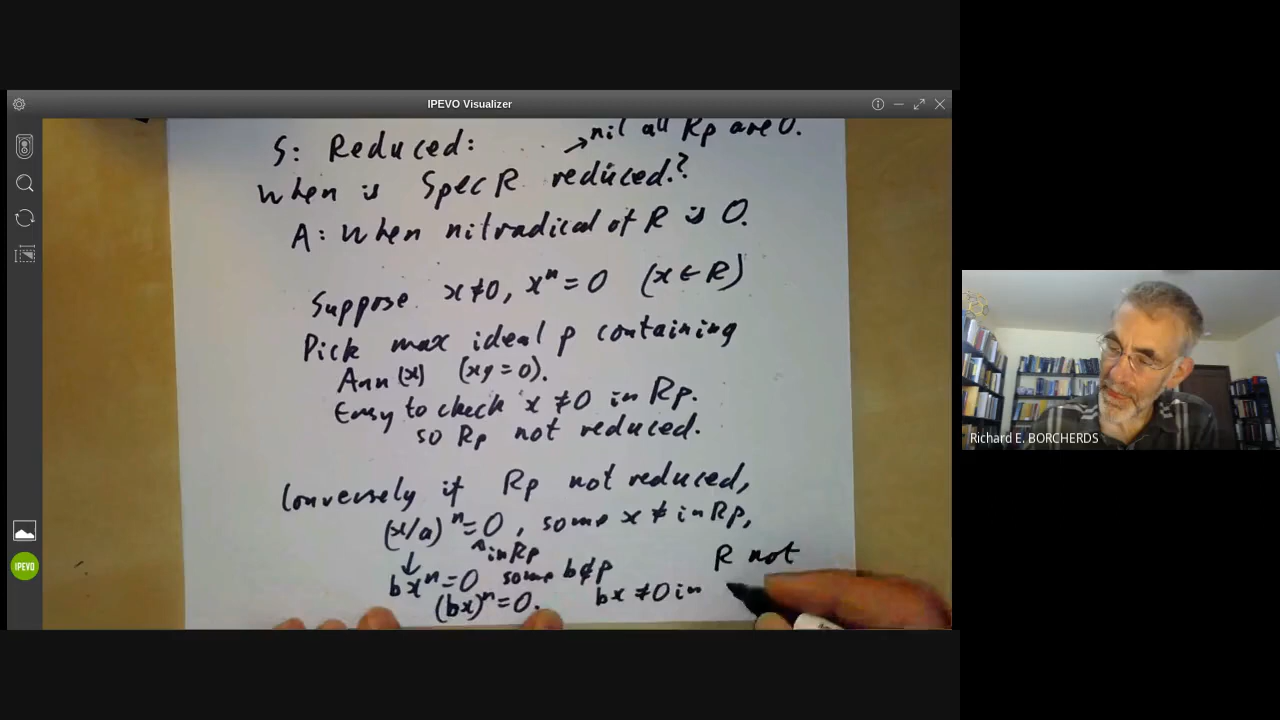 IPEVO Visualizer
→ nil all Rp are 0.
S: Reduced:
When is Spec R reduced?
A: When nilradical of R is 0.
Suppose x≠0, xⁿ = 0 (x ∈ R)
Pick max ideal p containing
Ann(x) (xy = 0).
Easy to check x ≠ 0 in Rp.
so Rp not reduced.
Conversely if Rp not reduced,
(x/a)ⁿ = 0, some x ≠ in Rp,
↓ ^ in Rp
bxⁿ = 0 some b∉p
R not
(bx)ⁿ = 0. bx ≠ 0 in
IPEVO
Richard E. BORCHERDS